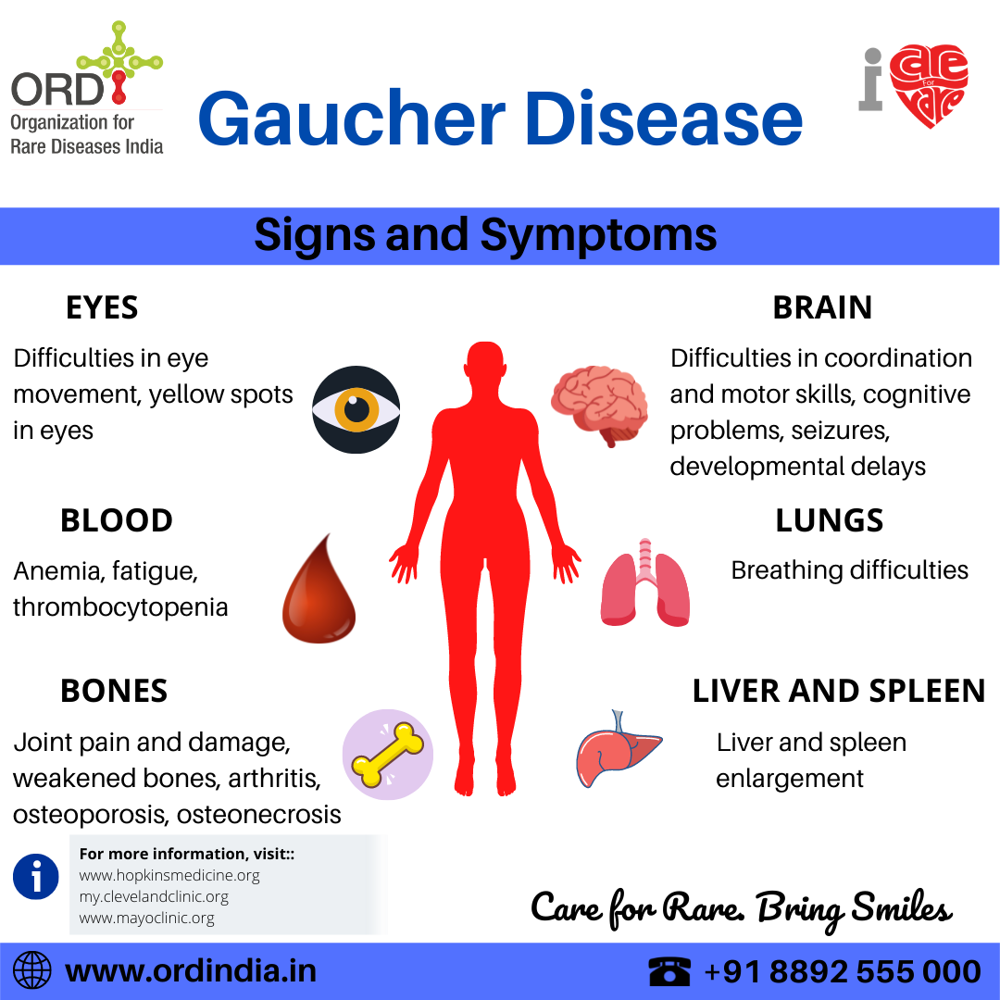 ORDI
Organization for
Rare Diseases India
Gaucher Disease
i care
For
rare
Signs and Symptoms
EYES
Difficulties in eye
movement, yellow spots
in eyes
BRAIN
Difficulties in coordination
and motor skills, cognitive
problems, seizures,
developmental delays
BLOOD
Anemia, fatigue,
thrombocytopenia
LUNGS
Breathing difficulties
BONES
Joint pain and damage,
weakened bones, arthritis,
osteoporosis, osteonecrosis
LIVER AND SPLEEN
Liver and spleen
enlargement
i
For more information, visit::
www.hopkinsmedicine.org
my.clevelandclinic.org
www.mayoclinic.org
Care for Rare. Bring Smiles
www.ordindia.in
+91 8892 555 000